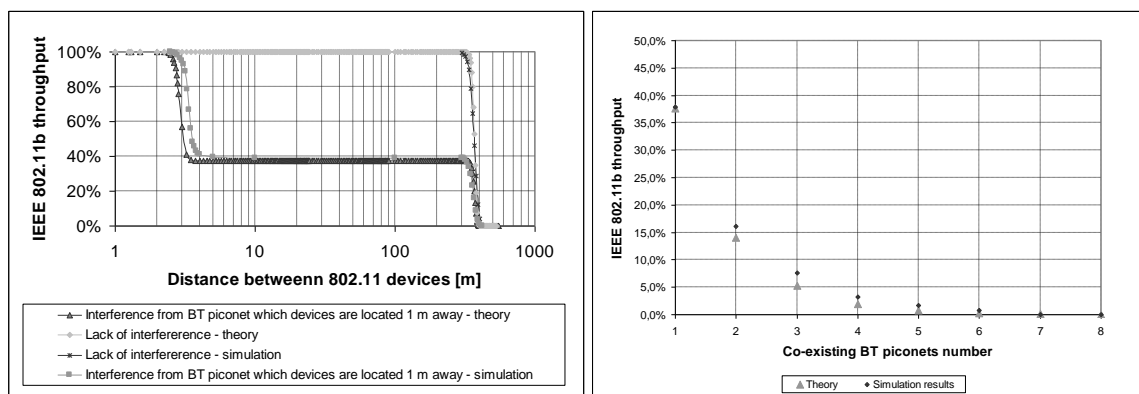 IEEE 802.11b throughput
100%
80%
60%
40%
20%
0%
1
10
100
1000
Distance betweenn 802.11 devices [m]
Interference from BT piconet which devices are located 1 m away - theory
Lack of interfererence - theory
Lack of interfererence - simulation
Interference from BT piconet which devices are located 1 m away - simulation
IEEE 802.11b throughput
50,0%
45,0%
40,0%
35,0%
30,0%
25,0%
20,0%
15,0%
10,0%
5,0%
0,0%
1 2 3 4 5 6 7 8
Co-existing BT piconets number
Theory
Simulation results